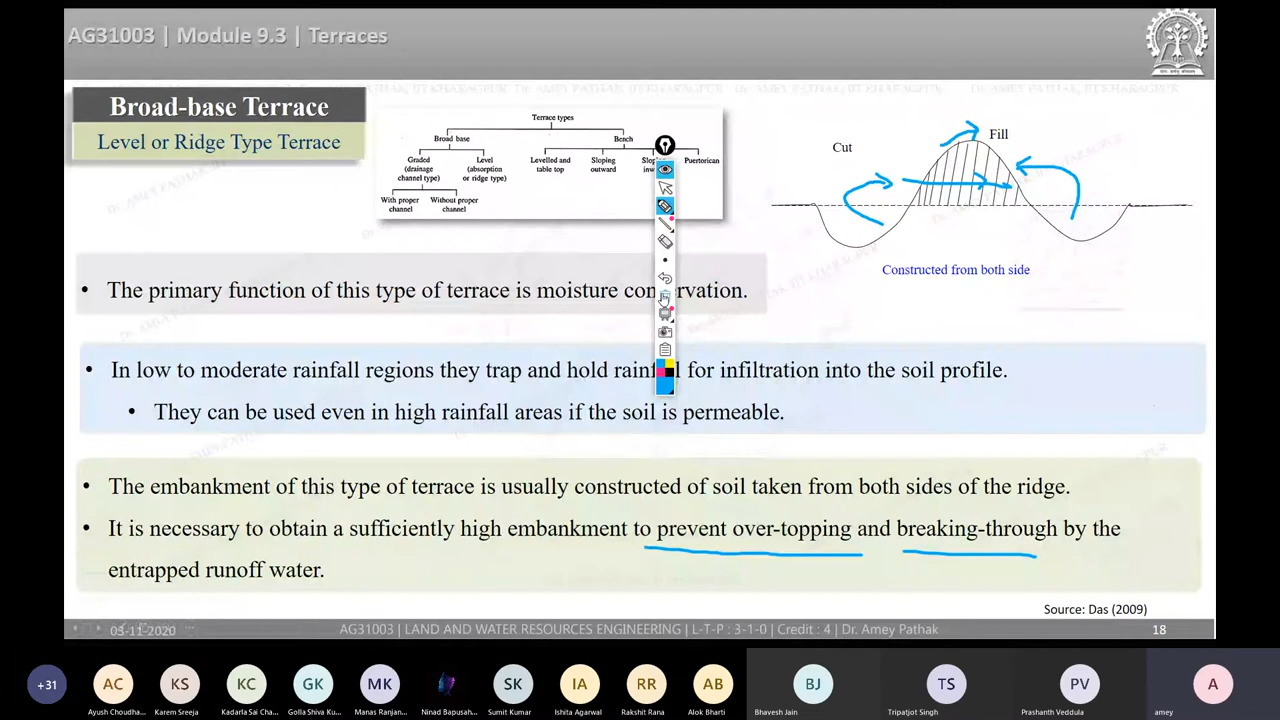 AG31003 | Module 9.3 | Terraces
Broad-base Terrace
Level or Ridge Type Terrace
Terrace types
Broad base
Bench
Graded
(drainage
channel type)
Level
(absorption
or ridge type)
Levelled and
table top
Sloping
outward
Puertorican
With proper
channel
Without proper
channel
Cut
Fill
Constructed from both side
• The primary function of this type of terrace is moisture conservation.
• In low to moderate rainfall regions they trap and hold rainfall for infiltration into the soil profile.
• They can be used even in high rainfall areas if the soil is permeable.
• The embankment of this type of terrace is usually constructed of soil taken from both sides of the ridge.
• It is necessary to obtain a sufficiently high embankment to prevent over-topping and breaking-through by the
entrapped runoff water.
Source: Das (2009)
03-11-2020
AG31003 | LAND AND WATER RESOURCES ENGINEERING | L-T-P : 3-1-0 | Credit : 4 | Dr. Amey Pathak
18
+31
AC
KS
KC
GK
MK
SK
IA
RR
AB
BJ
TS
PV
A
Ayush Choudha...
Karem Sreeja
Kadarla Sai Cha...
Golla Shiva Ku...
Manas Ranjan...
Ninad Bapusah...
Sumit Kumar
Ishita Agarwal
Rakshit Rana
Alok Bharti
Bhavesh Jain
Tripatjot Singh
Prashanth Veddula
amey